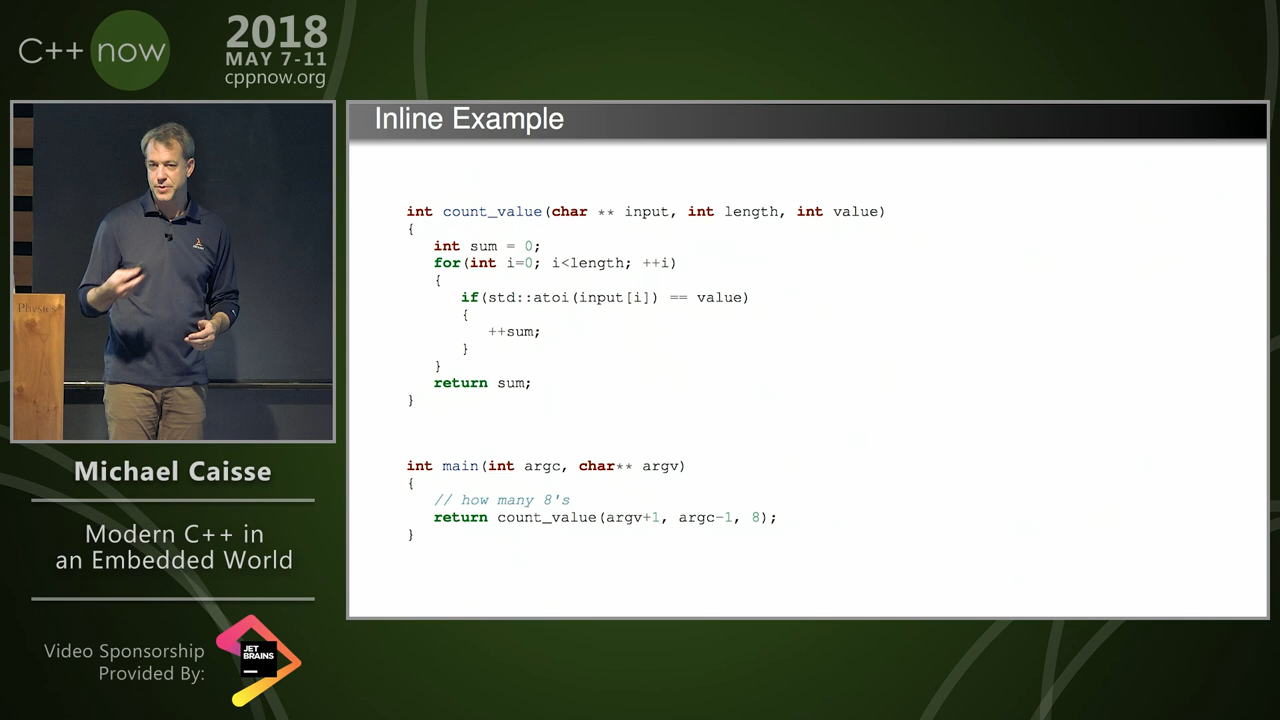 C++ now
2018
MAY 7-11
cppnow.org
Physics
Michael Caisse
Modern C++ in
an Embedded World
Video Sponsorship
Provided By:
JET
BRAINS
Inline Example
int count_value(char ** input, int length, int value)
{
int sum = 0;
for(int i=0; i<length; ++i)
{
if(std::atoi(input[i]) == value)
{
++sum;
}
}
return sum;
}
int main(int argc, char** argv)
{
// how many 8's
return count_value(argv+1, argc-1, 8);
}